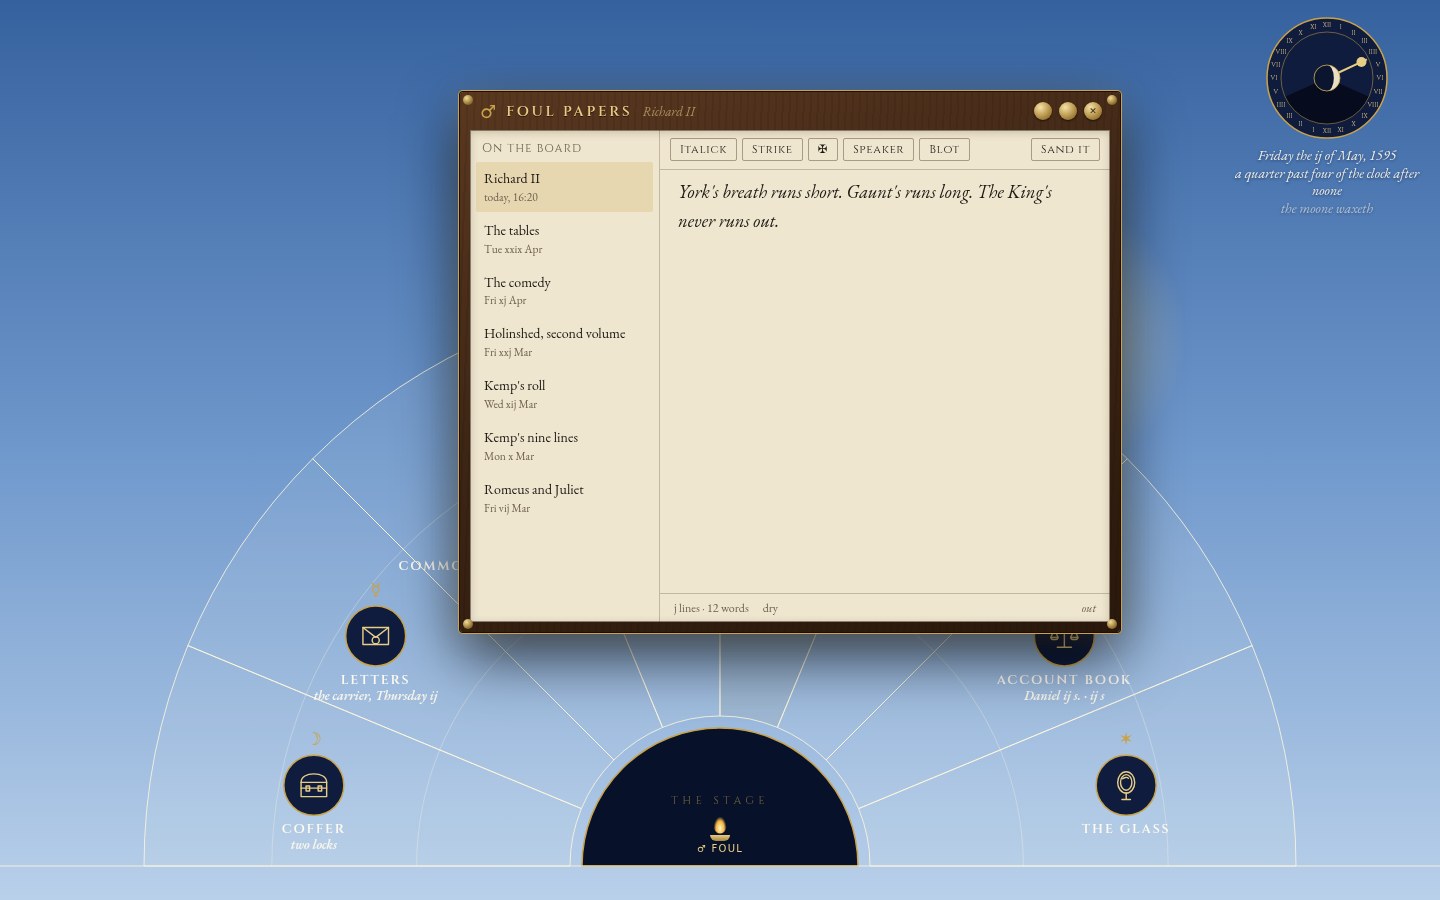 FOUL PAPERS Richard II
ON THE BOARD
Richard II
today, 16:20
The tables
Tue xxix Apr
The comedy
Fri xj Apr
Holinshed, second volume
Fri xxj Mar
Kemp's roll
Wed xij Mar
Kemp's nine lines
Mon x Mar
Romeus and Juliet
Fri vij Mar
ITALICK STRIKE ✠ SPEAKER BLOT SAND IT
York's breath runs short. Gaunt's runs long. The King's
never runs out.
j lines · 12 words dry out
Friday the ij of May, 1595
a quarter past four of the clock after
noone
the moone waxeth
COMMO
LETTERS
the carrier, Thursday ij
COFFER
two locks
ACCOUNT BOOK
Daniel ij s. · ij s
THE GLASS
THE STAGE
♂ FOUL